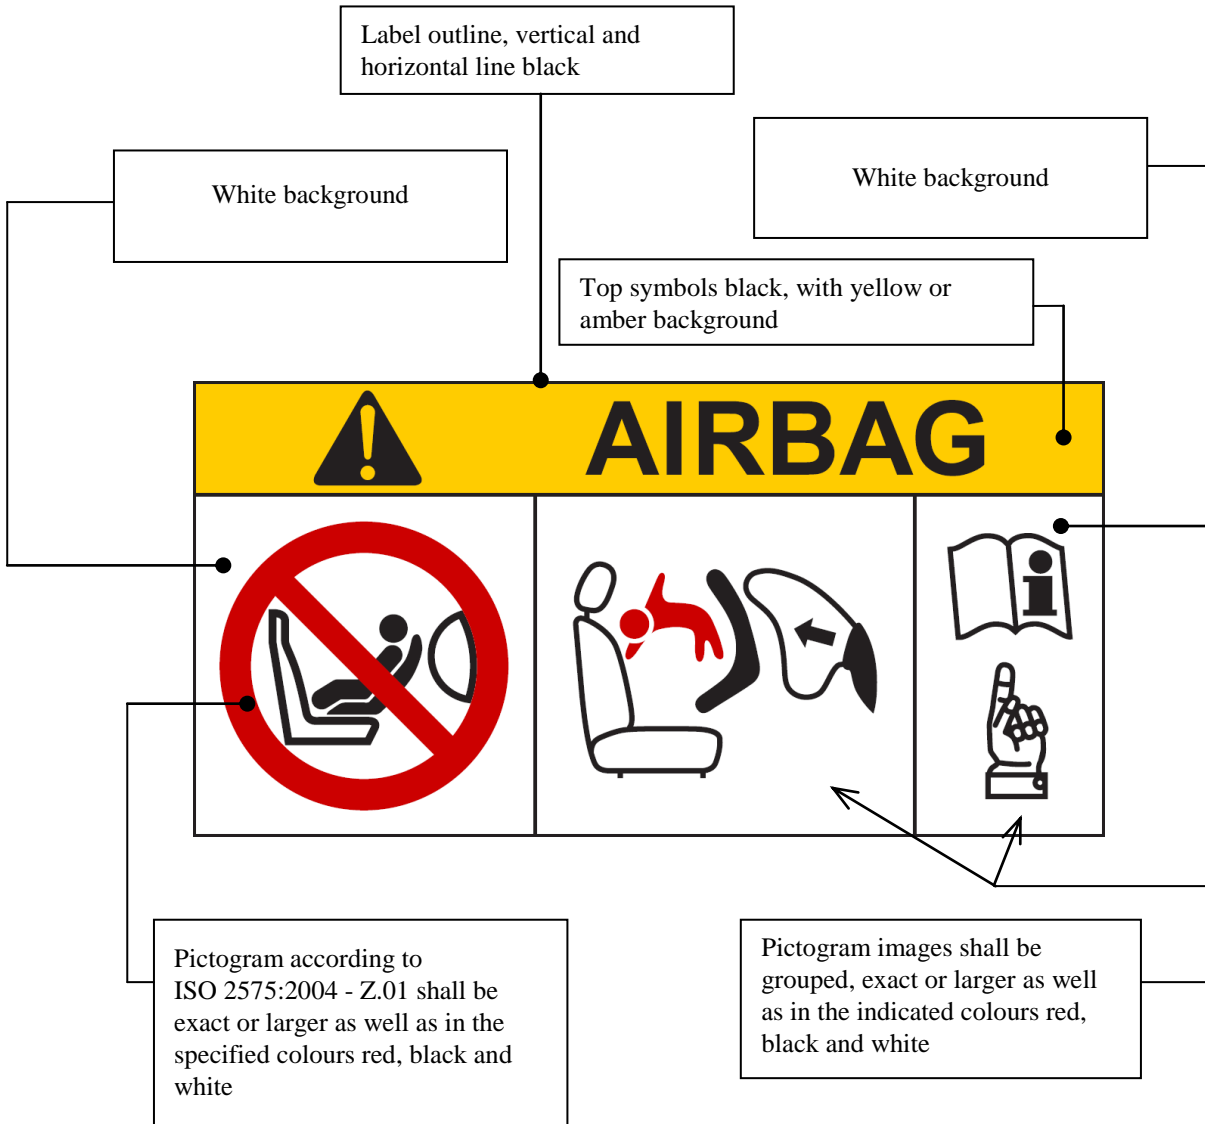 Label outline, vertical and
horizontal line black
White background
White background
Top symbols black, with yellow or
amber background
AIRBAG
Pictogram according to
ISO 2575:2004 - Z.01 shall be
exact or larger as well as in the
specified colours red, black and
white
Pictogram images shall be
grouped, exact or larger as well
as in the indicated colours red,
black and white